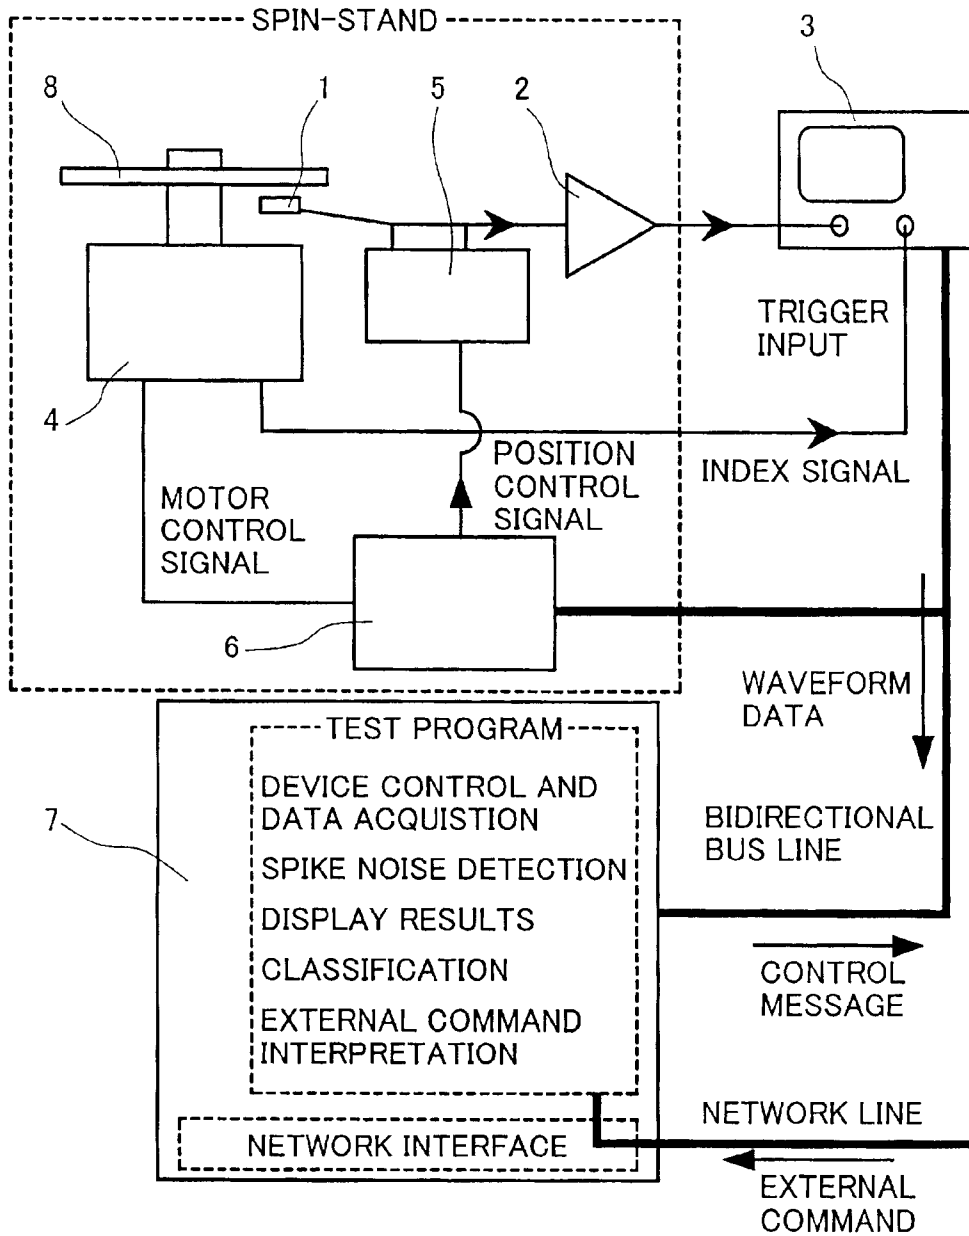 SPIN-STAND
3
8
1
5
2
TRIGGER
INPUT
4
POSITION
CONTROL
SIGNAL
INDEX SIGNAL
MOTOR
CONTROL
SIGNAL
6
WAVEFORM
DATA
TEST PROGRAM
DEVICE CONTROL AND
DATA ACQUISTION
7
BIDIRECTIONAL
BUS LINE
SPIKE NOISE DETECTION
DISPLAY RESULTS
CLASSIFICATION
CONTROL
MESSAGE
EXTERNAL COMMAND
INTERPRETATION
NETWORK LINE
NETWORK INTERFACE
EXTERNAL
COMMAND